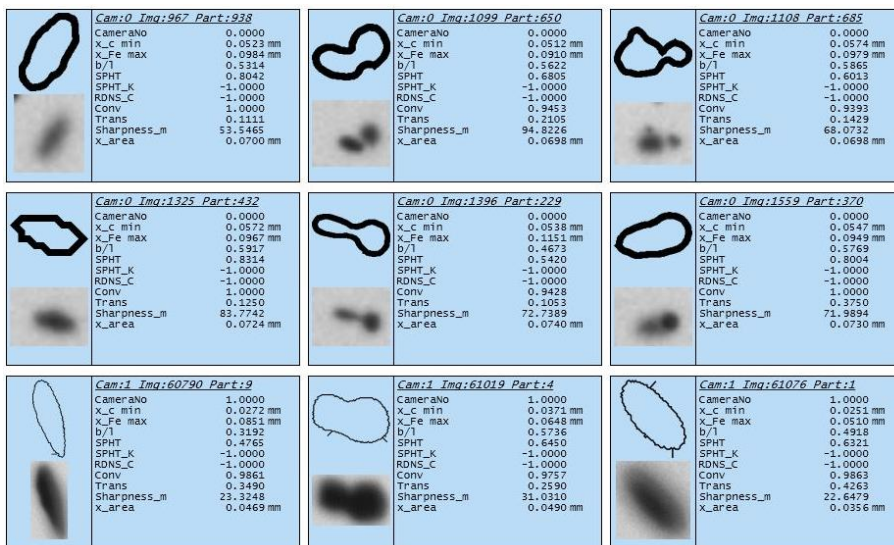 Cam:0 Img:967 Part:938
CameraNo 0.0000
x_c min 0.0523 mm
x_Fe max 0.0984 mm
b/l 0.5314
SPHT 0.8042
SPHT_K -1.0000
RDNS_C -1.0000
Conv 1.0000
Trans 0.1111
Sharpness_m 53.5465
x_area 0.0700 mm
Cam:0 Img:1099 Part:650
CameraNo 0.0000
x_c min 0.0512 mm
x_Fe max 0.0910 mm
b/l 0.5622
SPHT 0.6805
SPHT_K -1.0000
RDNS_C -1.0000
Conv 0.9453
Trans 0.2105
Sharpness_m 94.8226
x_area 0.0698 mm
Cam:0 Img:1108 Part:685
CameraNo 0.0000
x_c min 0.0574 mm
x_Fe max 0.0979 mm
b/l 0.5865
SPHT 0.6013
SPHT_K -1.0000
RDNS_C -1.0000
Conv 0.9393
Trans 0.1429
Sharpness_m 68.0732
x_area 0.0698 mm
Cam:0 Img:1325 Part:432
CameraNo 0.0000
x_c min 0.0572 mm
x_Fe max 0.0967 mm
b/l 0.5917
SPHT 0.8314
SPHT_K -1.0000
RDNS_C -1.0000
Conv 1.0000
Trans 0.1250
Sharpness_m 83.7742
x_area 0.0724 mm
Cam:0 Img:1396 Part:229
CameraNo 0.0000
x_c min 0.0538 mm
x_Fe max 0.1151 mm
b/l 0.4673
SPHT 0.5420
SPHT_K -1.0000
RDNS_C -1.0000
Conv 0.9428
Trans 0.1053
Sharpness_m 72.7389
x_area 0.0740 mm
Cam:0 Img:1559 Part:370
CameraNo 0.0000
x_c min 0.0547 mm
x_Fe max 0.0949 mm
b/l 0.5769
SPHT 0.8004
SPHT_K -1.0000
RDNS_C -1.0000
Conv 1.0000
Trans 0.3750
Sharpness_m 71.9894
x_area 0.0730 mm
Cam:1 Img:60790 Part:9
CameraNo 1.0000
x_c min 0.0272 mm
x_Fe max 0.0851 mm
b/l 0.3192
SPHT 0.4765
SPHT_K -1.0000
RDNS_C -1.0000
Conv 0.9861
Trans 0.3490
Sharpness_m 23.3248
x_area 0.0469 mm
Cam:1 Img:61019 Part:4
CameraNo 1.0000
x_c min 0.0371 mm
x_Fe max 0.0648 mm
b/l 0.5736
SPHT 0.6450
SPHT_K -1.0000
RDNS_C -1.0000
Conv 0.9757
Trans 0.2590
Sharpness_m 31.0310
x_area 0.0490 mm
Cam:1 Img:61076 Part:1
CameraNo 1.0000
x_c min 0.0251 mm
x_Fe max 0.0510 mm
b/l 0.4918
SPHT 0.6321
SPHT_K -1.0000
RDNS_C -1.0000
Conv 0.9863
Trans 0.4263
Sharpness_m 22.6479
x_area 0.0356 mm